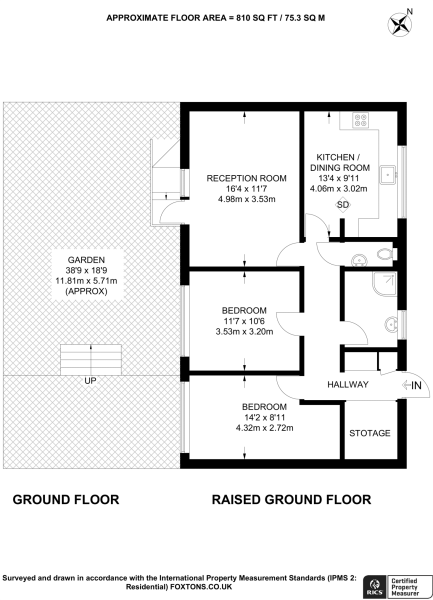 APPROXIMATE FLOOR AREA = 810 SQ FT / 75.3 SQ M
N
KITCHEN /
DINING ROOM
13'4 x 9'11
4.06m x 3.02m
SD
RECEPTION ROOM
16'4 x 11'7
4.98m x 3.53m
GARDEN
38'9 x 18'9
11.81m x 5.71m
(APPROX)
BEDROOM
11'7 x 10'6
3.53m x 3.20m
UP
HALLWAY
IN
BEDROOM
14'2 x 8'11
4.32m x 2.72m
STOTAGE
GROUND FLOOR
RAISED GROUND FLOOR
Surveyed and drawn in accordance with the International Property Measurement Standards (IPMS 2:
Residential) FOXTONS.CO.UK
RICS
Certified
Property
Measurer